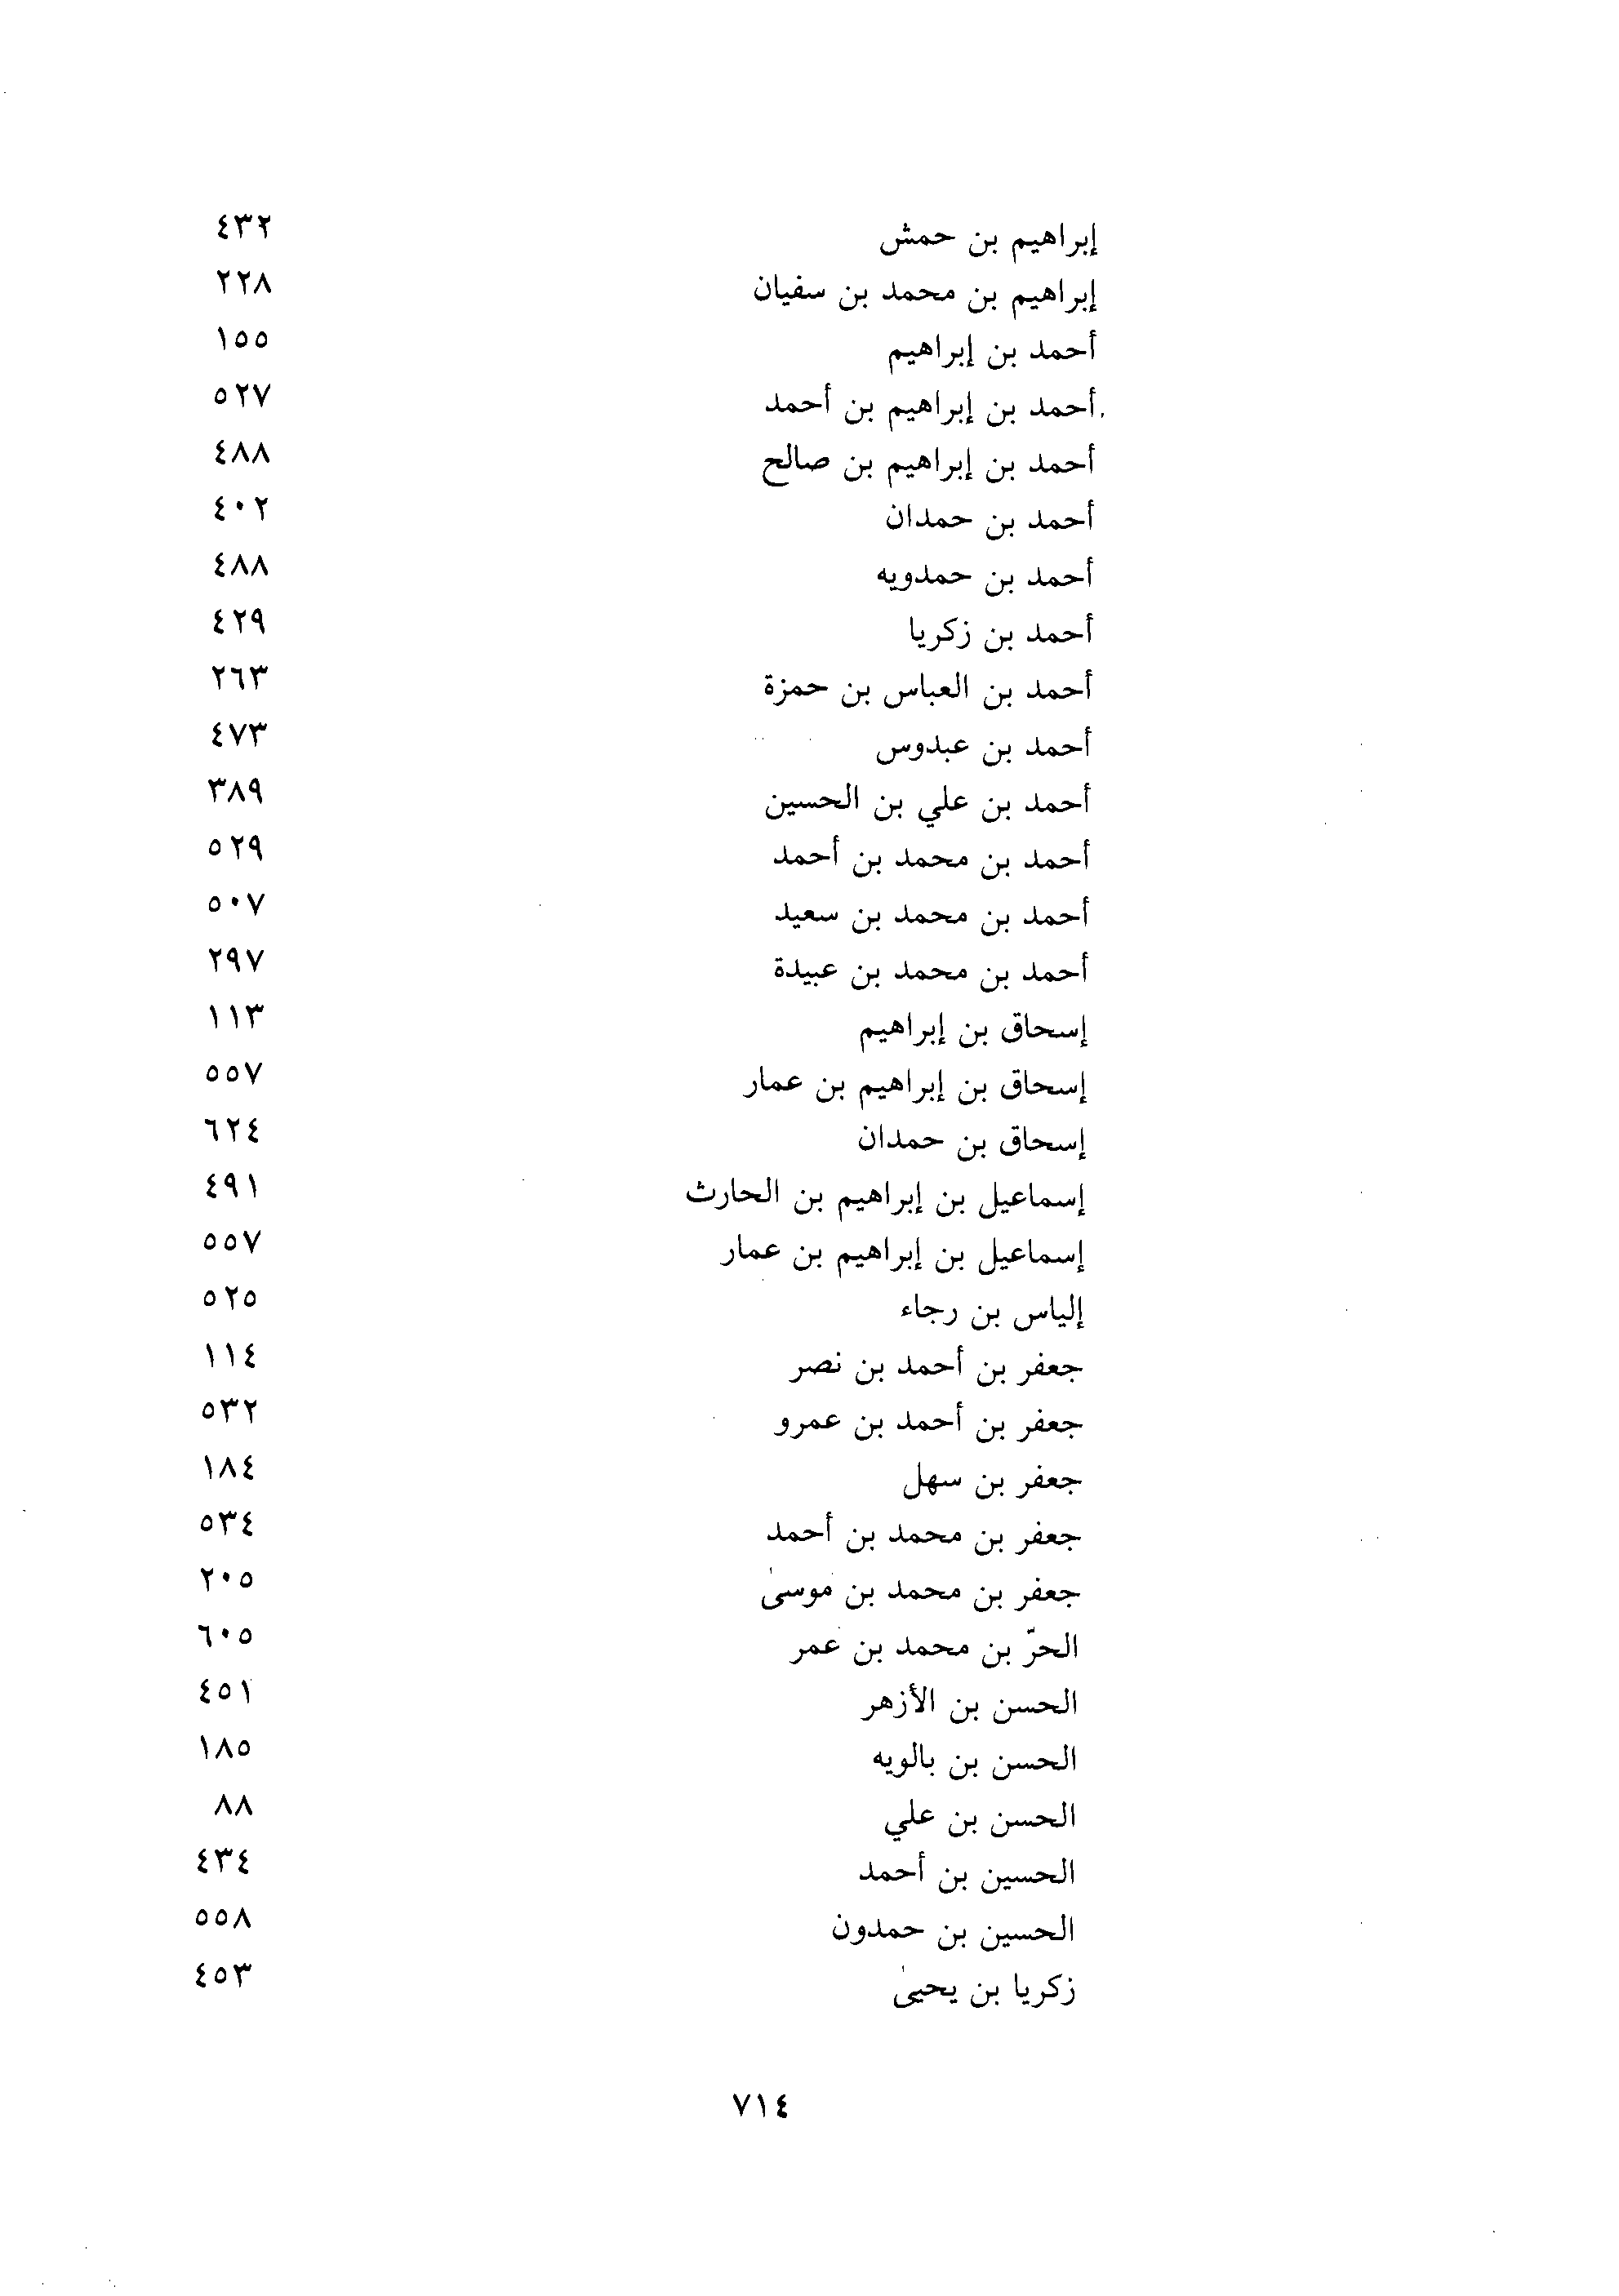 إبراهيم بن حمش ٤٣٢
إبراهيم بن محمد بن سفيان ٢٢٨
أحمد بن إبراهيم ١٥٥
أحمد بن إبراهيم بن أحمد ٥٢٧
أحمد بن إبراهيم بن صالح ٤٨٨
أحمد بن حمدان ٤٠٢
أحمد بن حمدويه ٤٨٨
أحمد بن زكريا ٤٢٩
أحمد بن العباس بن حمزة ٢٦٣
أحمد بن عبدوس ٤٧٣
أحمد بن علي بن الحسين ٣٨٩
أحمد بن محمد بن أحمد ٥٢٩
أحمد بن محمد بن سعيد ٥٠٧
أحمد بن محمد بن عبيدة ٢٩٧
إسحاق بن إبراهيم ١١٣
إسحاق بن إبراهيم بن عمار ٥٥٧
إسحاق بن حمدان ٦٢٤
إسماعيل بن إبراهيم بن الحارث ٤٩١
إسماعيل بن إبراهيم بن عمار ٥٥٧
إلياس بن رجاء ٥٢٥
جعفر بن أحمد بن نصر ١١٤
جعفر بن أحمد بن عمرو ٥٣٢
جعفر بن سهل ١٨٤
جعفر بن محمد بن أحمد ٥٣٤
جعفر بن محمد بن موسىٰ ٢٠٥
الحرّ بن محمد بن عمر ٦٠٥
الحسن بن الأزهر ٤٥١
الحسن بن بالويه ١٨٥
الحسن بن علي ٨٨
الحسين بن أحمد ٤٣٤
الحسين بن حمدون ٥٥٨
زكريا بن يحيىٰ ٤٥٣
٧١٤